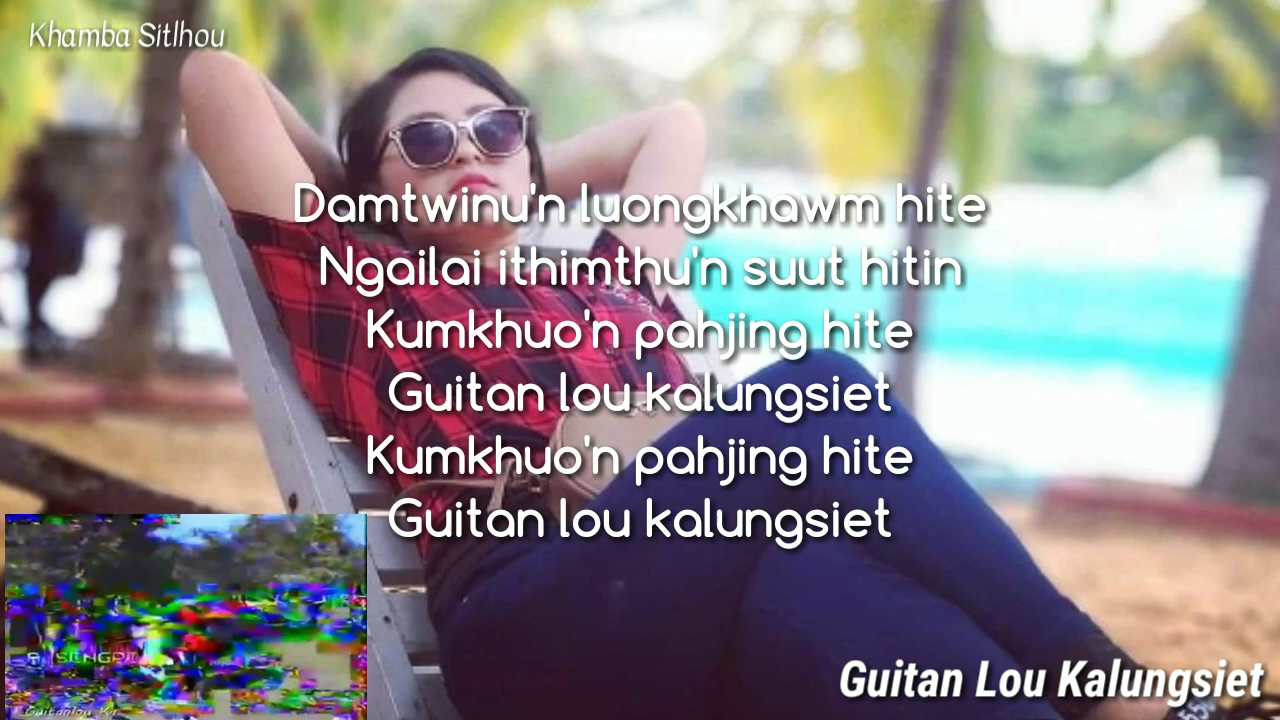 Khamba Sitlhou
Damtwinu'n luongkhawm hite
Ngailai ithimthu'n suut hitin
Kumkhuo'n pahjing hite
Guitan lou kalungsiet
Kumkhuo'n pahjing hite
Guitan lou kalungsiet
Guitan Lou Kalungsiet